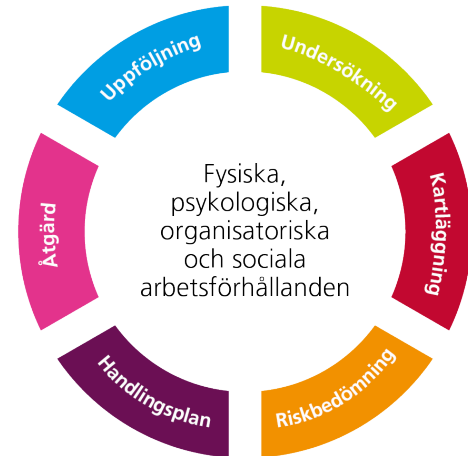 Undersökning
Kartläggning
Riskbedömning
Handlingsplan
Åtgärd
Uppföljning
Fysiska,
psykologiska,
organisatoriska
och sociala
arbetsförhållanden